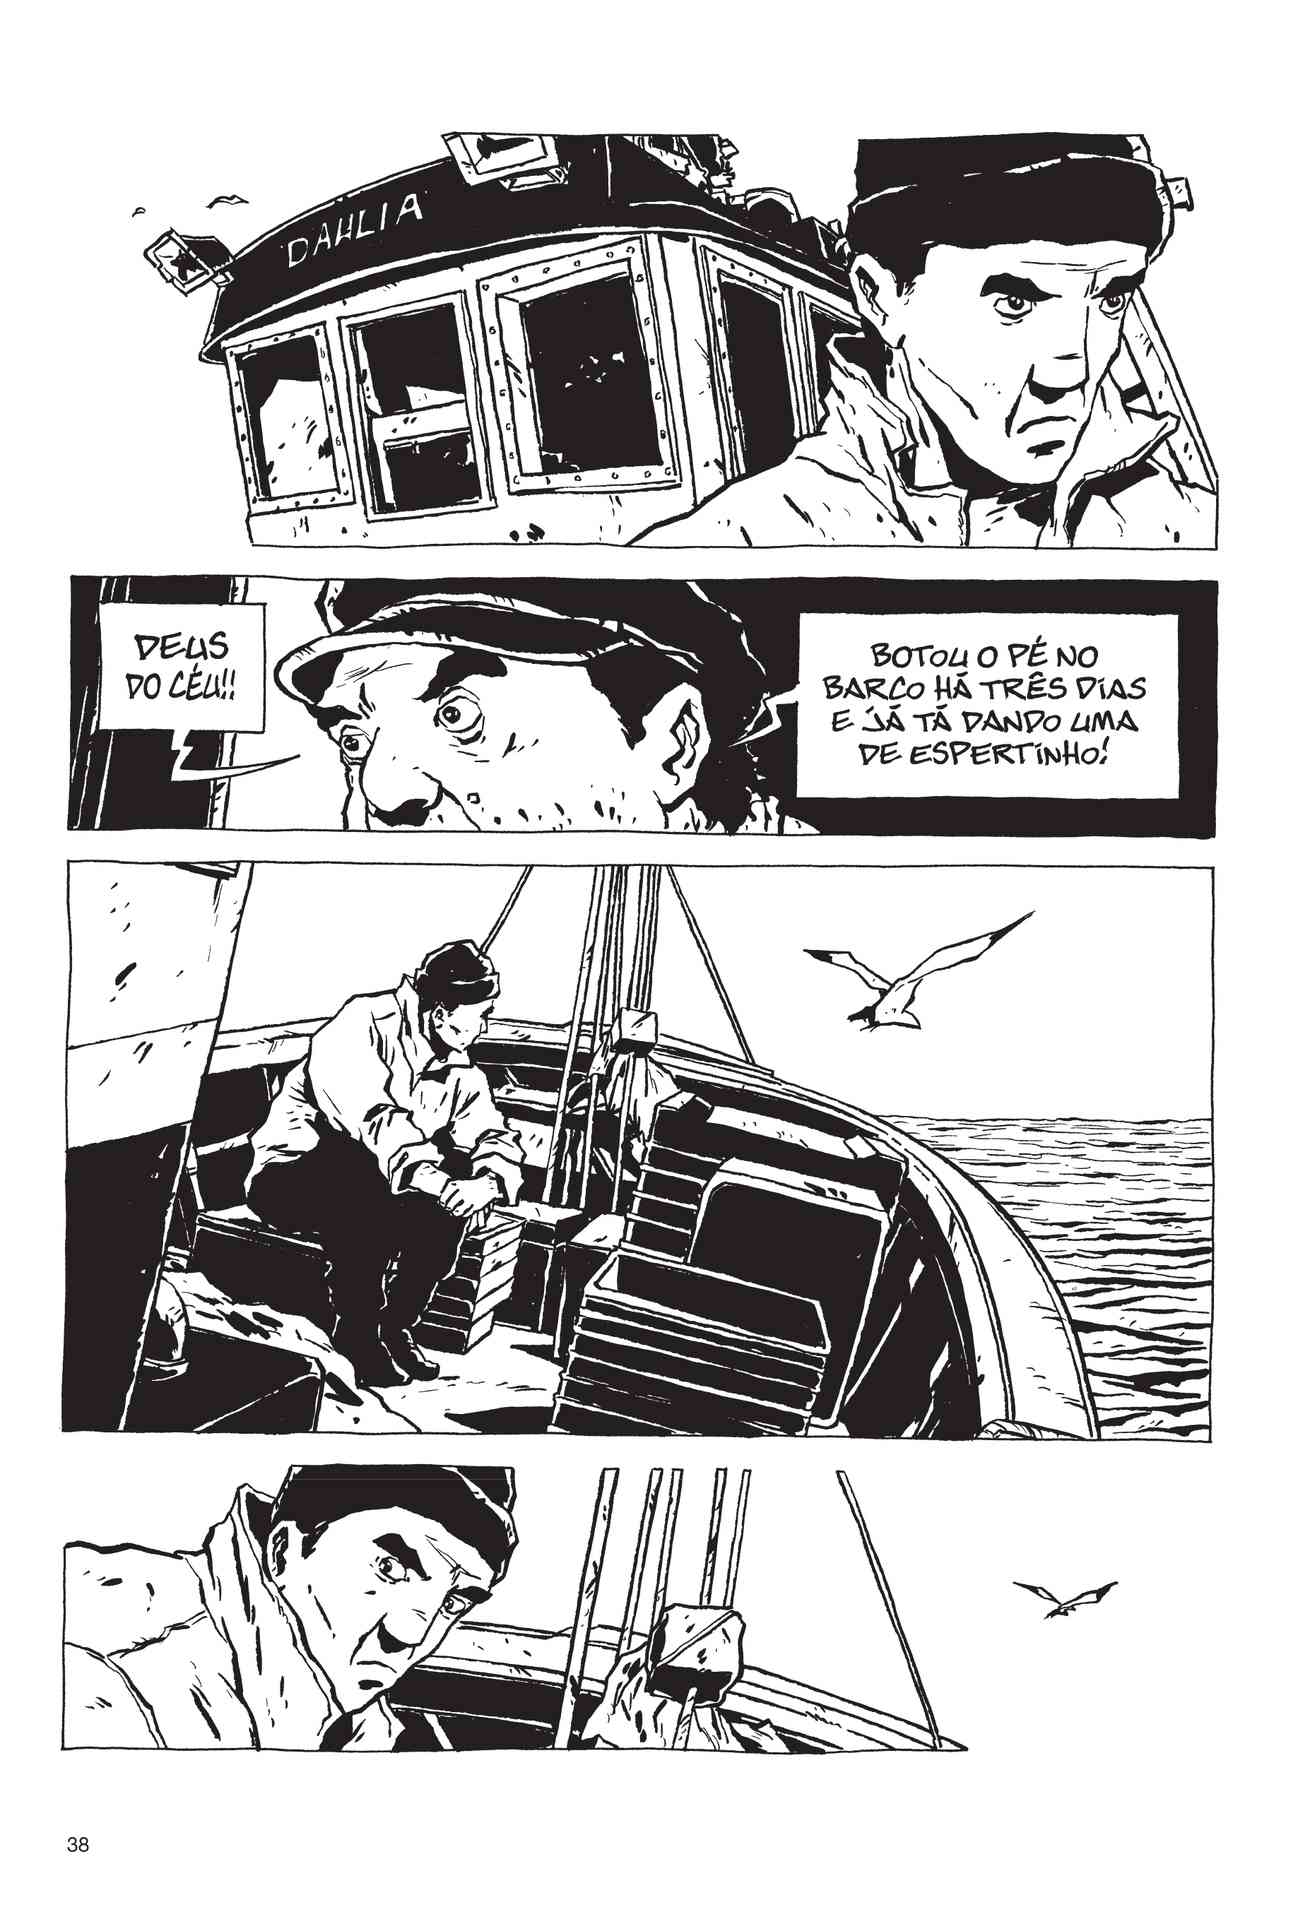 DAHLIA
DEUS
DO CÉU!!
BOTOU O PÉ NO
BARCO HÁ TRÊS DIAS
E JÁ TÁ DANDO UMA
DE ESPERTINHO!
38